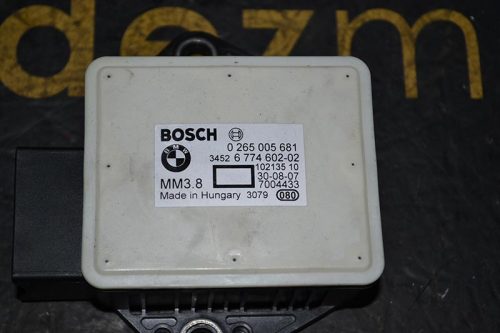 dezm
BOSCH
0 265 005 681
BMW
3452 6 774 602-02
102135 10
MM3.8
30-08-07
7004433
Made in Hungary 3079 080